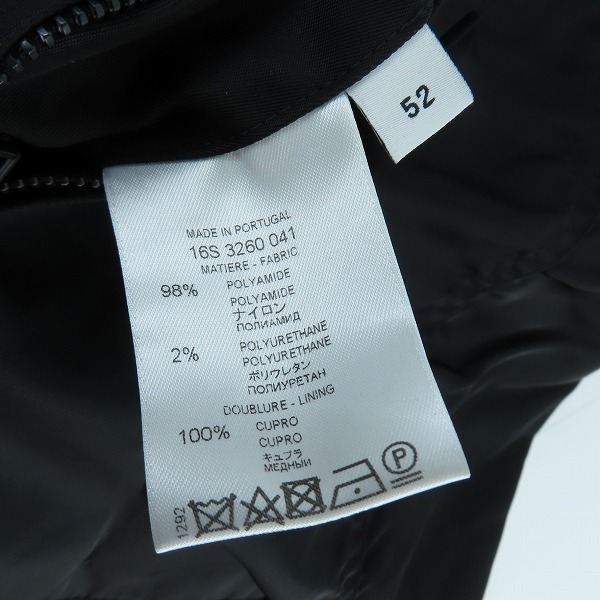 52
MADE IN PORTUGAL
16S 3260 041
MATIERE - FABRIC
98% POLYAMIDE
POLYAMIDE
ナイロン
ПОЛИАМИД
2% POLYURETHANE
POLYURETHANE
ポリウレタン
ПОЛИУРЕТАН
DOUBLURE - LINING
100% CUPRO
CUPRO
キュプラ
МЕДНЫЙ
1292
P